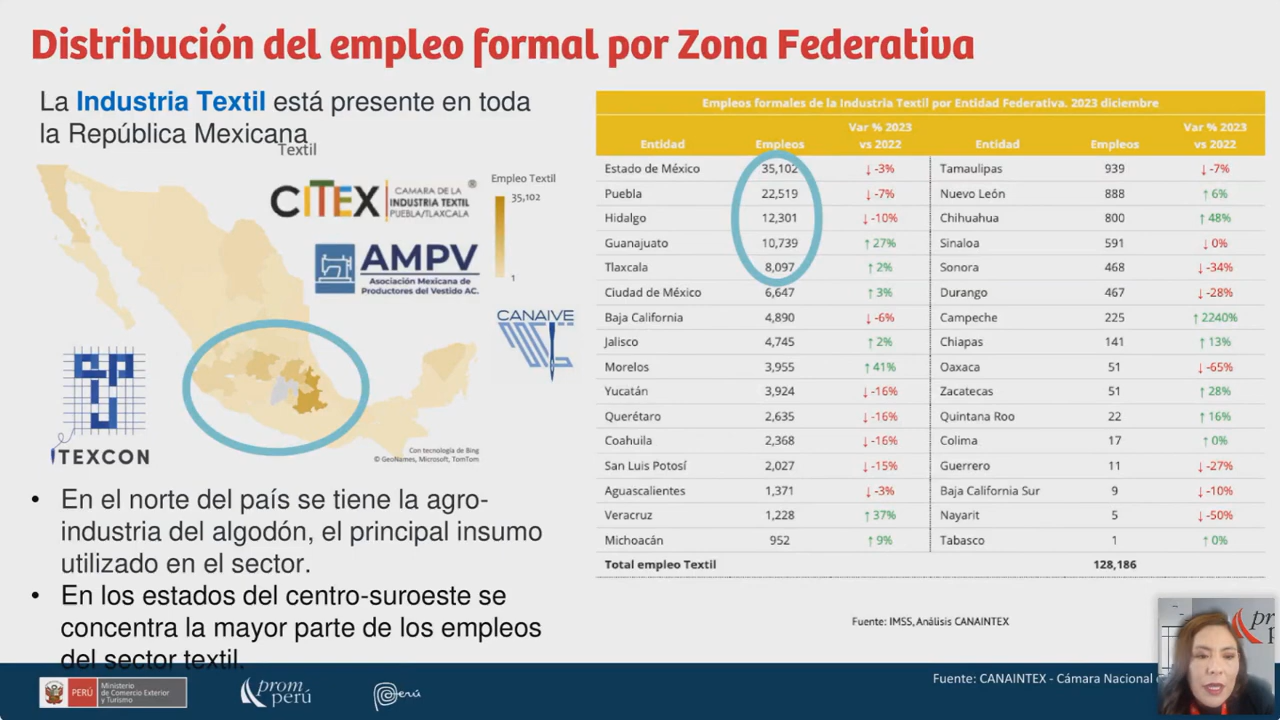 Distribución del empleo formal por Zona Federativa
La Industria Textil está presente en toda
la República Mexicana
Textil
CITEX
CAMARA DE LA
INDUSTRIA TEXTIL
PUEBLA/TLAXCALA
®
Empleo Textil
35,102
1
AMPV
Asociación Mexicana de
Productores del Vestido AC.
CANAIVE
TEXCON
Con tecnología de Bing
© GeoNames, Microsoft, TomTom
• En el norte del país se tiene la agro-
industria del algodón, el principal insumo
utilizado en el sector.
• En los estados del centro-suroeste se
concentra la mayor parte de los empleos
del sector textil.
Empleos formales de la Industria Textil por Entidad Federativa. 2023 diciembre
Entidad Empleos Var % 2023 vs 2022 Entidad Empleos Var % 2023 vs 2022
Estado de México 35,102 ↓ -3% Tamaulipas 939 ↓ -7%
Puebla 22,519 ↓ -7% Nuevo León 888 ↑ 6%
Hidalgo 12,301 ↓ -10% Chihuahua 800 ↑ 48%
Guanajuato 10,739 ↑ 27% Sinaloa 591 ↓ 0%
Tlaxcala 8,097 ↑ 2% Sonora 468 ↓ -34%
Ciudad de México 6,647 ↑ 3% Durango 467 ↓ -28%
Baja California 4,890 ↓ -6% Campeche 225 ↑ 2240%
Jalisco 4,745 ↑ 2% Chiapas 141 ↑ 13%
Morelos 3,955 ↑ 41% Oaxaca 51 ↓ -65%
Yucatán 3,924 ↓ -16% Zacatecas 51 ↑ 28%
Querétaro 2,635 ↓ -16% Quintana Roo 22 ↑ 16%
Coahuila 2,368 ↓ -16% Colima 17 ↑ 0%
San Luis Potosí 2,027 ↓ -15% Guerrero 11 ↓ -27%
Aguascalientes 1,371 ↓ -3% Baja California Sur 9 ↓ -10%
Veracruz 1,228 ↑ 37% Nayarit 5 ↓ -50%
Michoacán 952 ↑ 9% Tabasco 1 ↑ 0%
Total empleo Textil 128,186
Fuente: IMSS, Análisis CANAINTEX
Fuente: CANAINTEX - Cámara Nacional
PERÚ
Ministerio
de Comercio Exterior
y Turismo
prom
perú
Perú